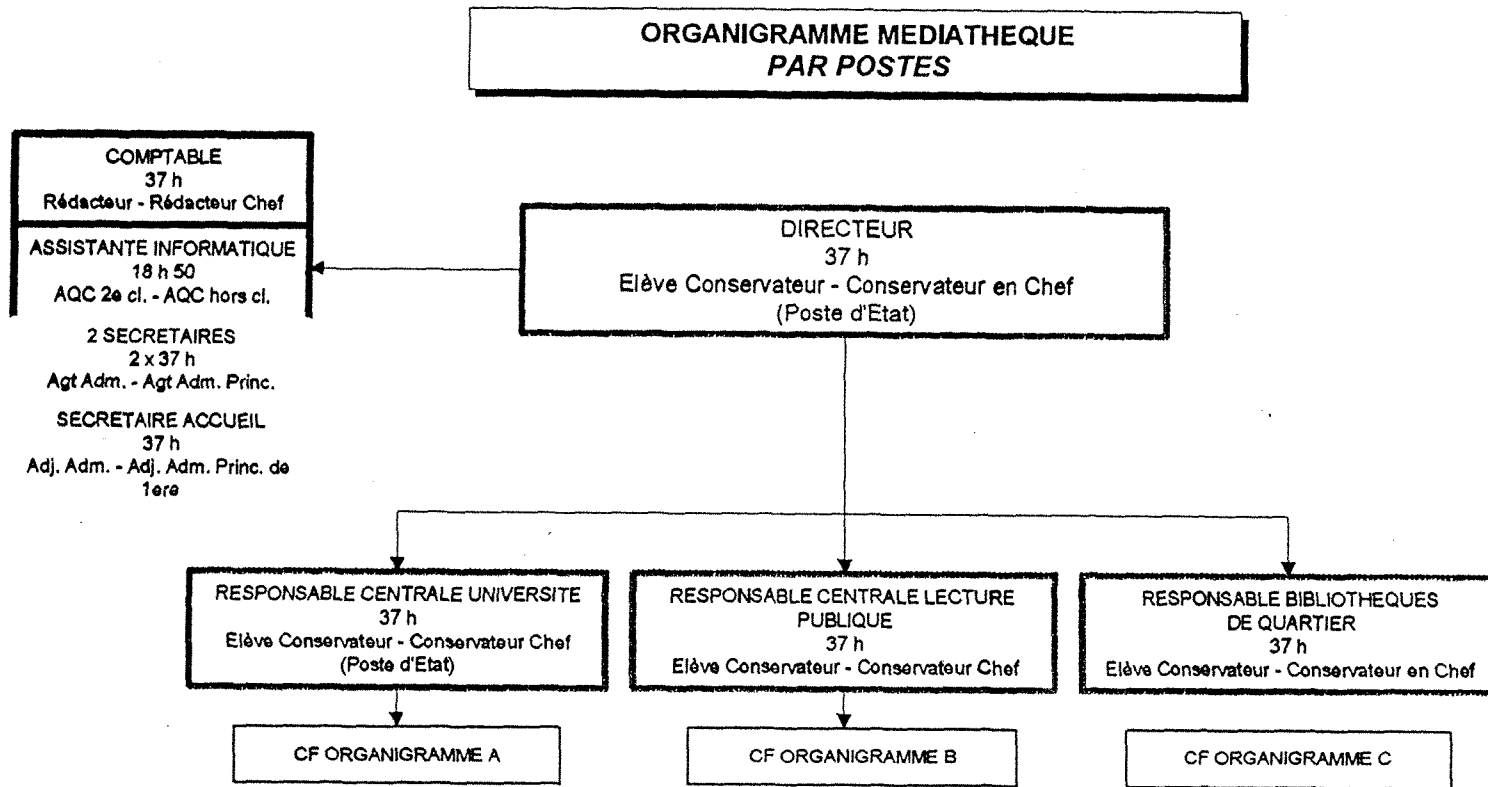 ORGANIGRAMME MEDIATHEQUE
PAR POSTES
COMPTABLE
37 h
Rédacteur - Rédacteur Chef
ASSISTANTE INFORMATIQUE
18 h 50
AQC 2e cl. - AQC hors cl.
2 SECRETAIRES
2 x 37 h
Agt Adm. - Agt Adm. Princ.
SECRETAIRE ACCUEIL
37 h
Adj. Adm. - Adj. Adm. Princ. de
1ere
DIRECTEUR
37 h
Elève Conservateur - Conservateur en Chef
(Poste d'Etat)
RESPONSABLE CENTRALE UNIVERSITE
37 h
Elève Conservateur - Conservateur Chef
(Poste d'Etat)
RESPONSABLE CENTRALE LECTURE
PUBLIQUE
37 h
Elève Conservateur - Conservateur Chef
RESPONSABLE BIBLIOTHEQUES
DE QUARTIER
37 h
Elève Conservateur - Conservateur en Chef
CF ORGANIGRAMME A
CF ORGANIGRAMME B
CF ORGANIGRAMME C